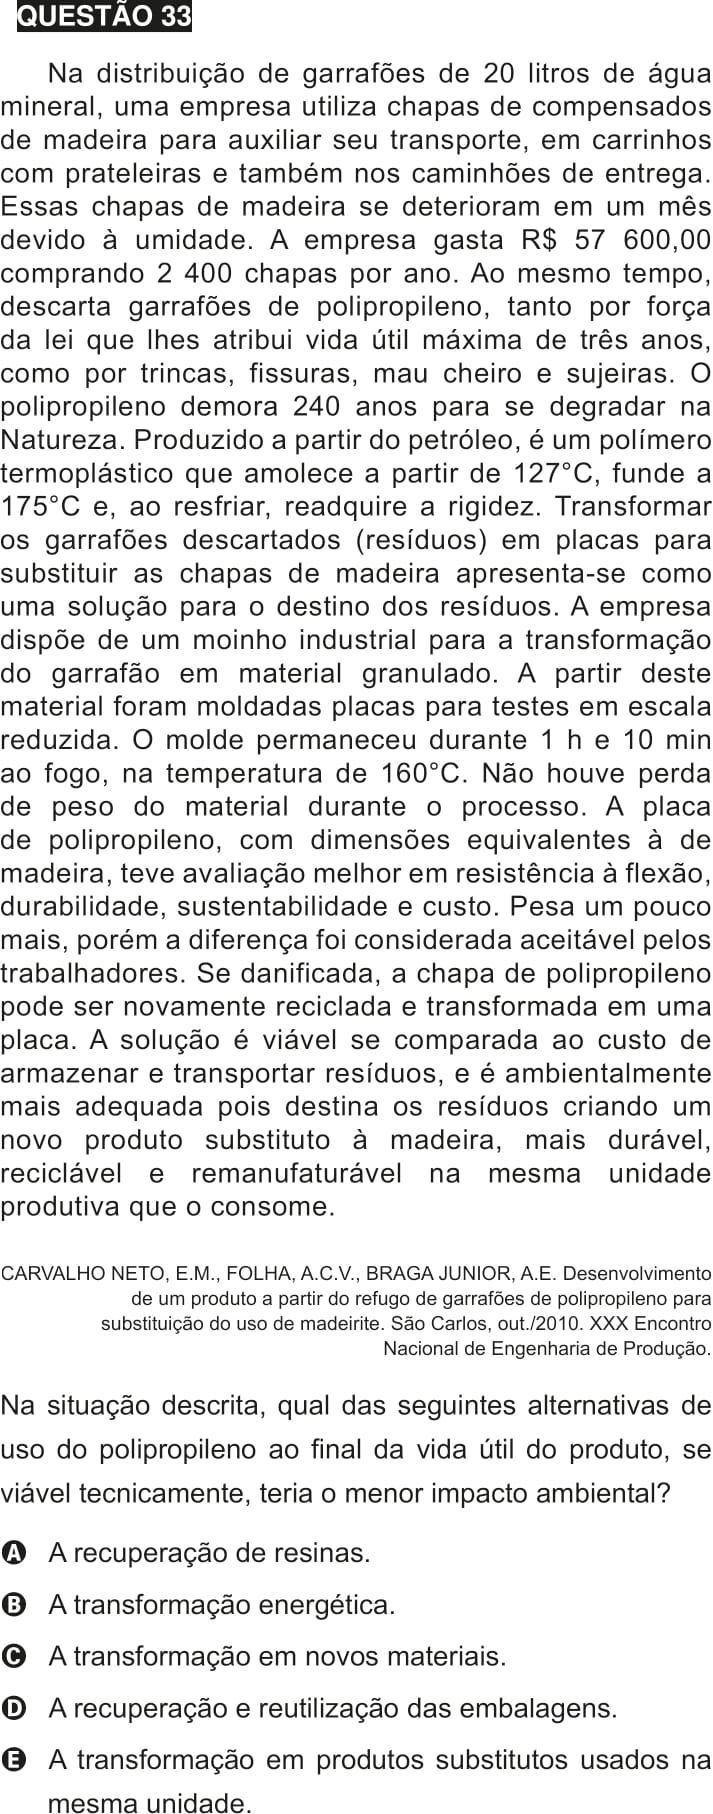 QUESTÃO 33
Na distribuição de garrafões de 20 litros de água
mineral, uma empresa utiliza chapas de compensados
de madeira para auxiliar seu transporte, em carrinhos
com prateleiras e também nos caminhões de entrega.
Essas chapas de madeira se deterioram em um mês
devido à umidade. A empresa gasta R$ 57 600,00
comprando 2 400 chapas por ano. Ao mesmo tempo,
descarta garrafões de polipropileno, tanto por força
da lei que lhes atribui vida útil máxima de três anos,
como por trincas, fissuras, mau cheiro e sujeiras. O
polipropileno demora 240 anos para se degradar na
Natureza. Produzido a partir do petróleo, é um polímero
termoplástico que amolece a partir de 127°C, funde a
175°C e, ao resfriar, readquire a rigidez. Transformar
os garrafões descartados (resíduos) em placas para
substituir as chapas de madeira apresenta-se como
uma solução para o destino dos resíduos. A empresa
dispõe de um moinho industrial para a transformação
do garrafão em material granulado. A partir deste
material foram moldadas placas para testes em escala
reduzida. O molde permaneceu durante 1 h e 10 min
ao fogo, na temperatura de 160°C. Não houve perda
de peso do material durante o processo. A placa
de polipropileno, com dimensões equivalentes à de
madeira, teve avaliação melhor em resistência à flexão,
durabilidade, sustentabilidade e custo. Pesa um pouco
mais, porém a diferença foi considerada aceitável pelos
trabalhadores. Se danificada, a chapa de polipropileno
pode ser novamente reciclada e transformada em uma
placa. A solução é viável se comparada ao custo de
armazenar e transportar resíduos, e é ambientalmente
mais adequada pois destina os resíduos criando um
novo produto substituto à madeira, mais durável,
reciclável e remanufaturável na mesma unidade
produtiva que o consome.
CARVALHO NETO, E.M., FOLHA, A.C.V., BRAGA JUNIOR, A.E. Desenvolvimento
de um produto a partir do refugo de garrafões de polipropileno para
substituição do uso de madeirite. São Carlos, out./2010. XXX Encontro
Nacional de Engenharia de Produção.
Na situação descrita, qual das seguintes alternativas de
uso do polipropileno ao final da vida útil do produto, se
viável tecnicamente, teria o menor impacto ambiental?
A A recuperação de resinas.
B A transformação energética.
C A transformação em novos materiais.
D A recuperação e reutilização das embalagens.
E A transformação em produtos substitutos usados na
mesma unidade.